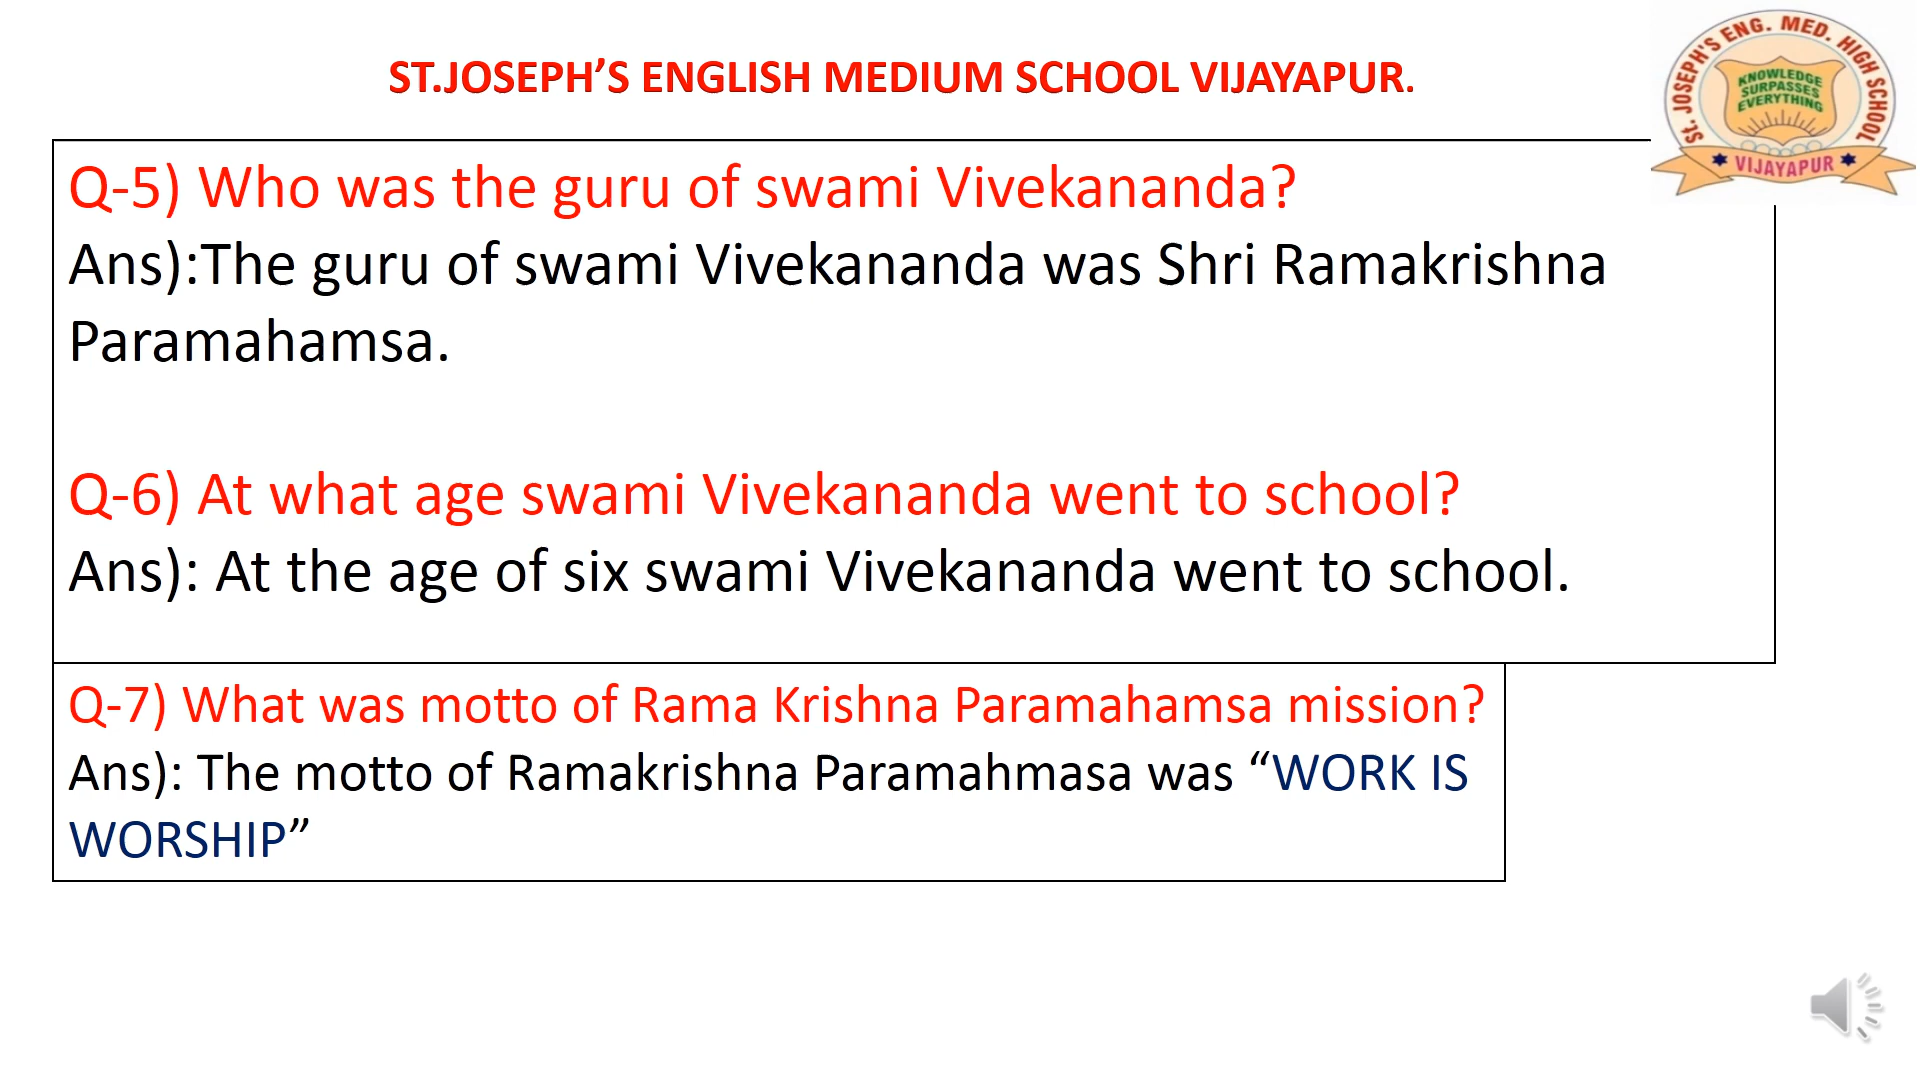 ST.JOSEPH’S ENGLISH MEDIUM SCHOOL VIJAYAPUR.
St. JOSEPH'S ENG. MED. HIGH SCHOOL
KNOWLEDGE
SURPASSES
EVERYTHING
VIJAYAPUR
Q-5) Who was the guru of swami Vivekananda?
Ans):The guru of swami Vivekananda was Shri Ramakrishna
Paramahamsa.
Q-6) At what age swami Vivekananda went to school?
Ans): At the age of six swami Vivekananda went to school.
Q-7) What was motto of Rama Krishna Paramahamsa mission?
Ans): The motto of Ramakrishna Paramahmasa was “WORK IS
WORSHIP”